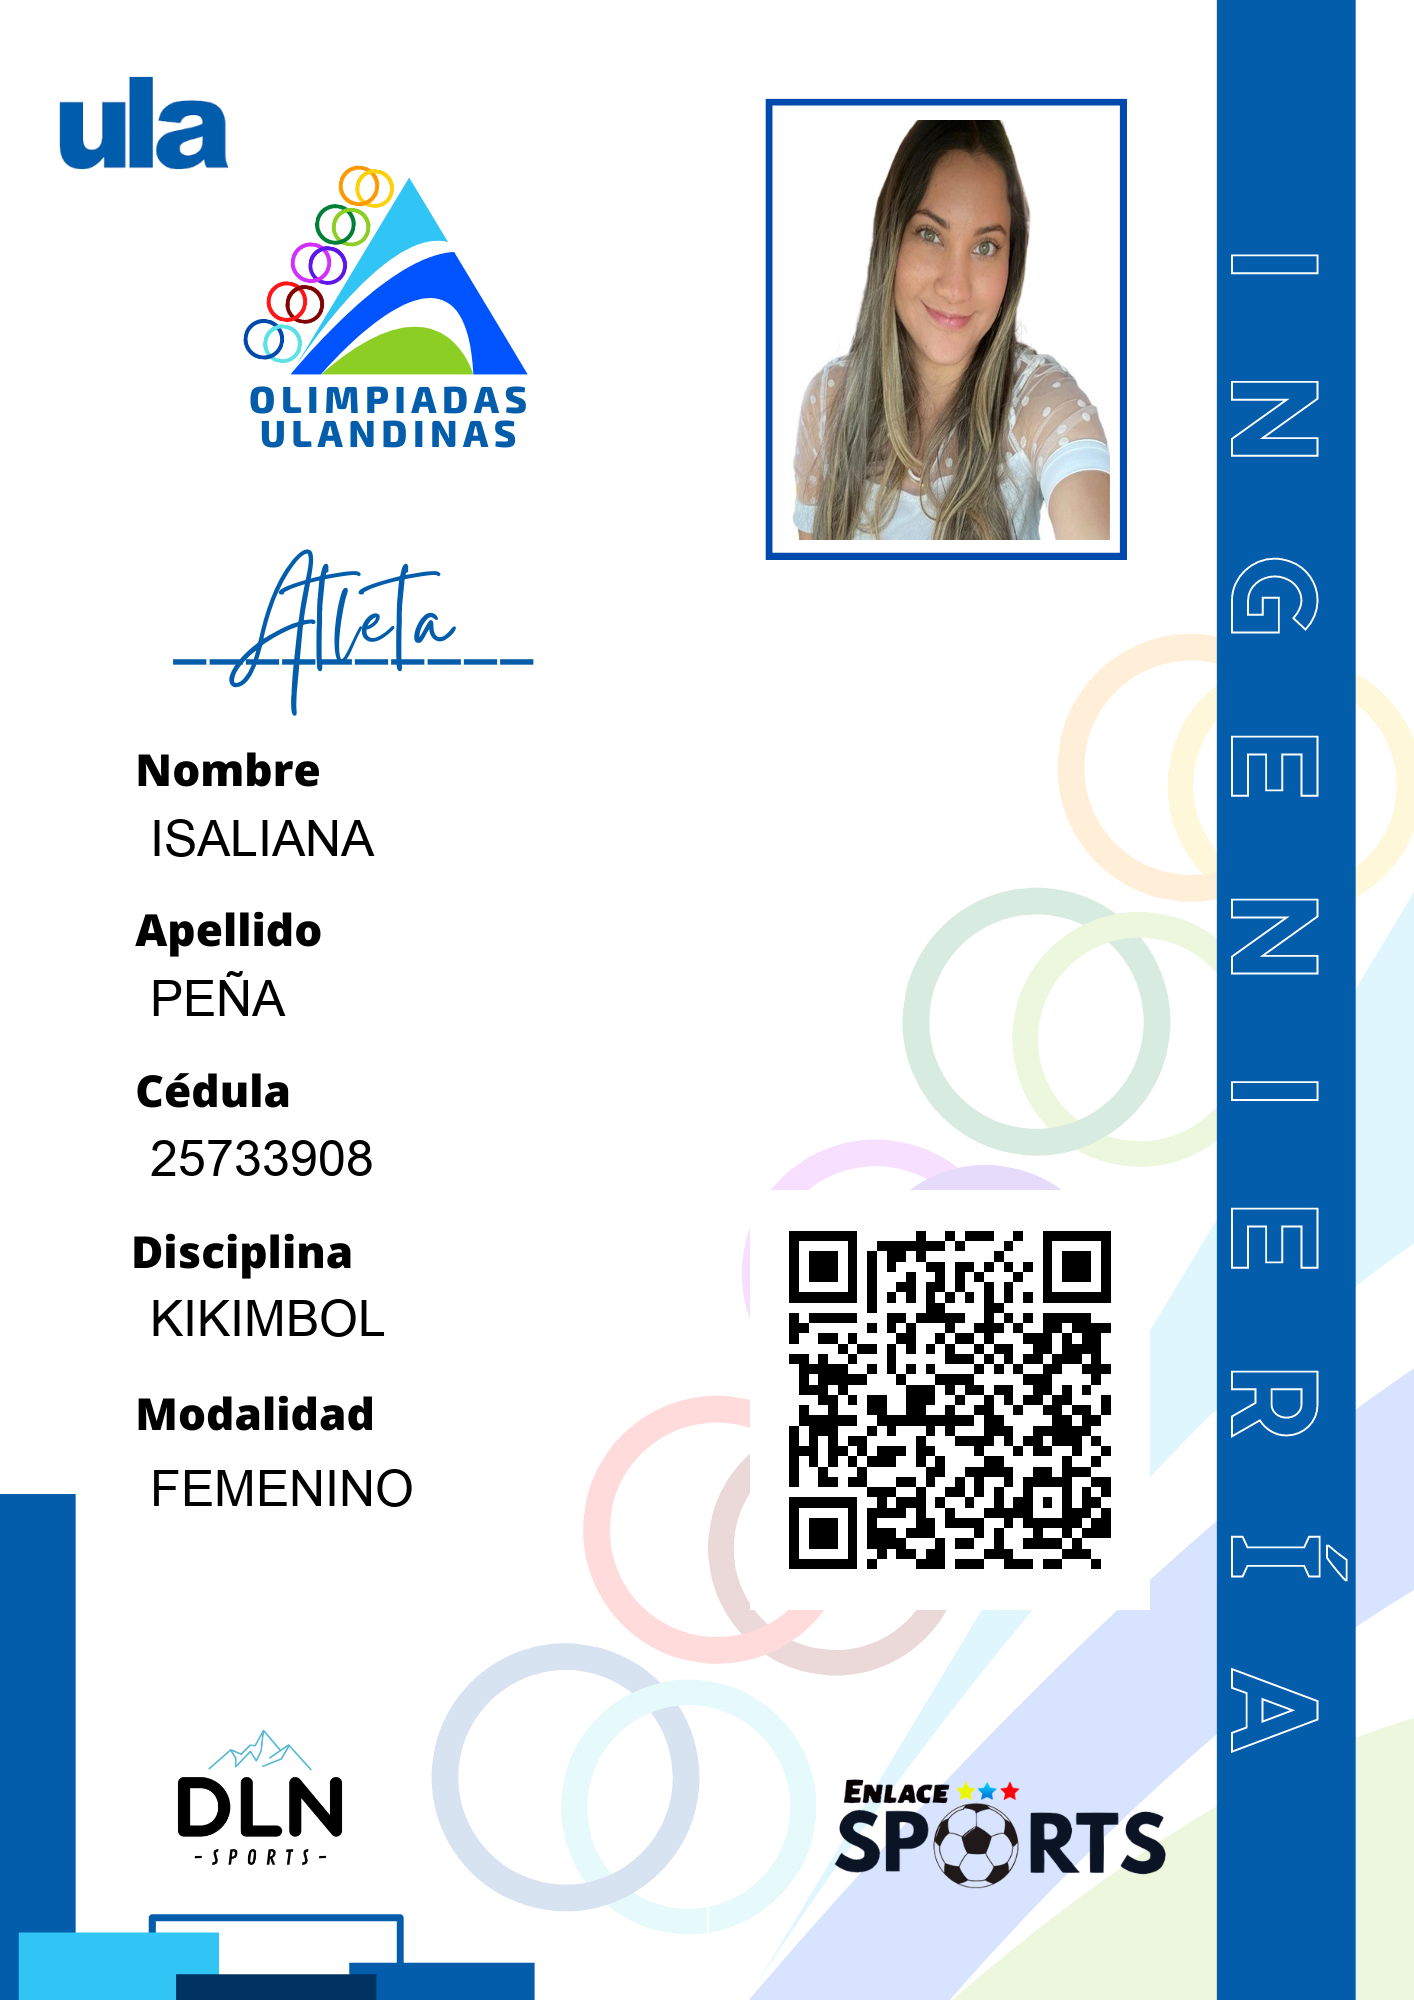 ula
OLIMPIADAS
ULANDINAS
Atleta
Nombre
ISALIANA
Apellido
PEÑA
Cédula
25733908
Disciplina
KIKIMBOL
Modalidad
FEMENINO
DLN
-SPORTS-
ENLACE
SPORTS
INGENIERÍA